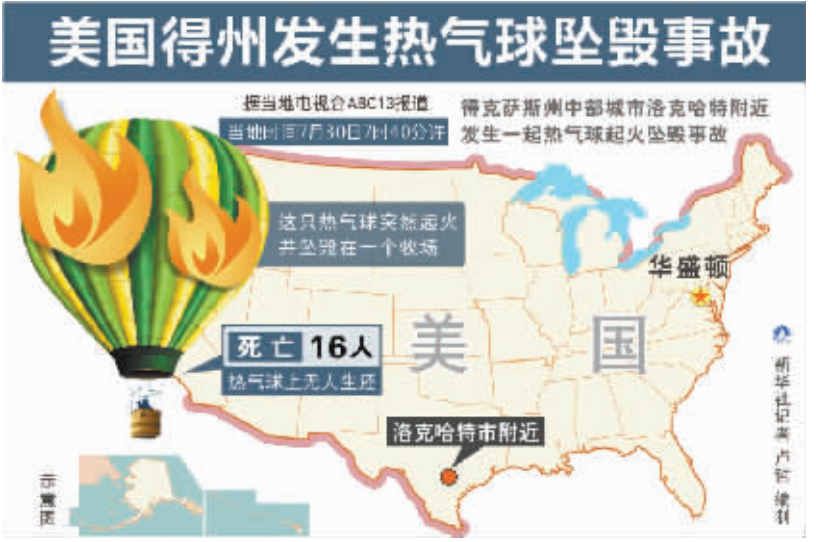 美国得州发生热气球坠毁事故
据当地电视台ABC13报道
当地时间7月30日7时40分许
得克萨斯州中部城市洛克哈特附近
发生一起热气球起火坠毁事故
这只热气球突然起火
并坠毁在一个牧场
华盛顿
美 国
死亡 16人
热气球上无人生还
洛克哈特市附近
示意图
新华社记者 卢哲 编制